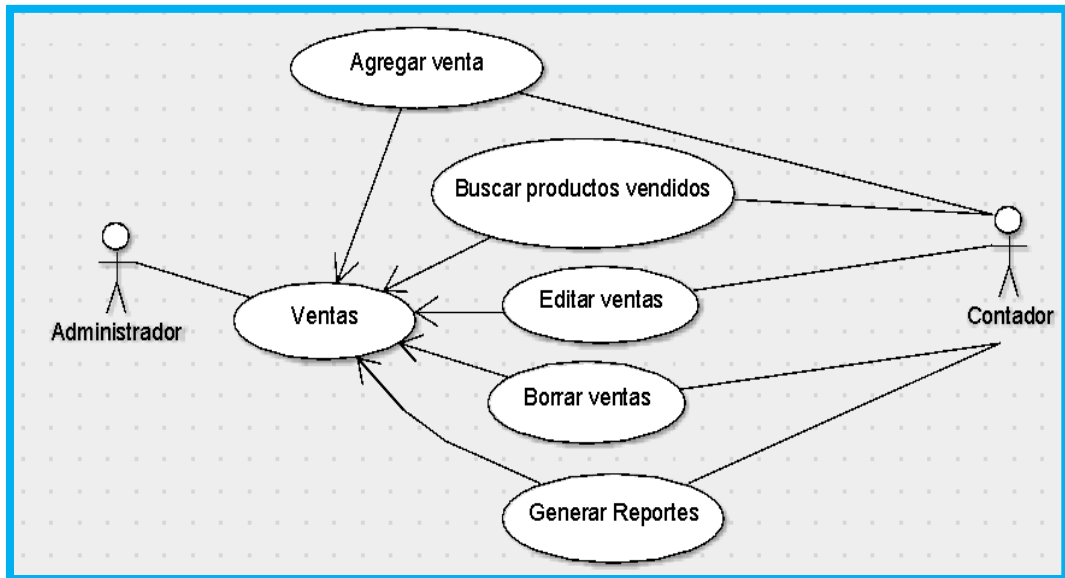 Agregar venta
Buscar productos vendidos
Administrador
Ventas
Editar ventas
Contador
Borrar ventas
Generar Reportes